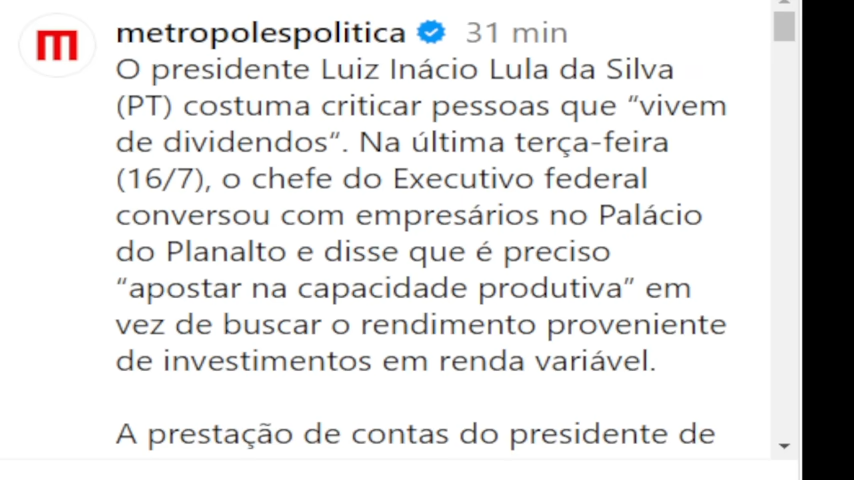 metropolespolitica 31 min
O presidente Luiz Inácio Lula da Silva
(PT) costuma criticar pessoas que “vivem
de dividendos“. Na última terça-feira
(16/7), o chefe do Executivo federal
conversou com empresários no Palácio
do Planalto e disse que é preciso
“apostar na capacidade produtiva” em
vez de buscar o rendimento proveniente
de investimentos em renda variável.
A prestação de contas do presidente de